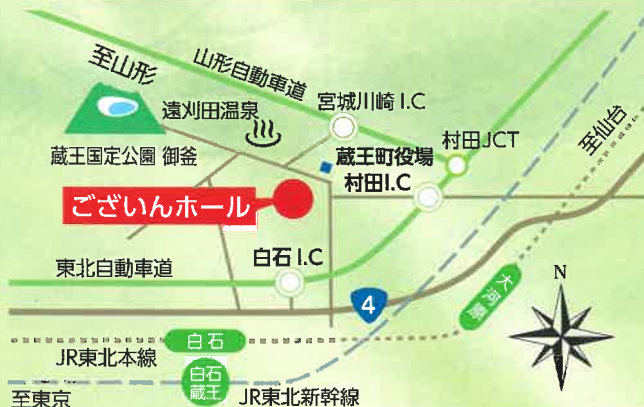 至山形
山形自動車道
遠刈田温泉
宮城川崎 I.C
蔵王国定公園 御釜
蔵王町役場
村田JCT
至仙台
村田I.C
ございんホール
東北自動車道
白石 I.C
4
大河原
N
白石
JR東北本線
白石
蔵王
至東京
JR東北新幹線